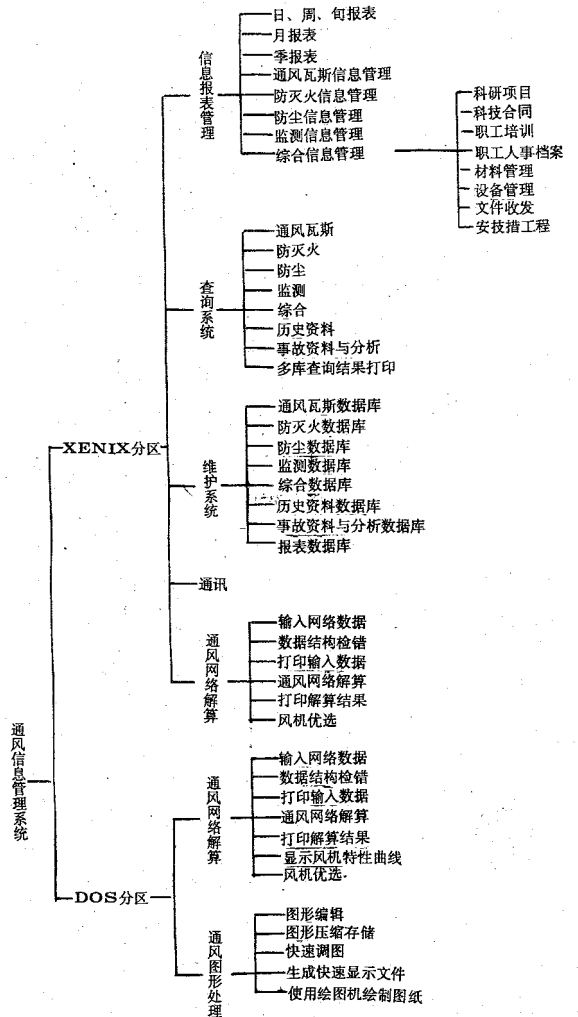 通风信息管理系统
XENIX分区
信息报表管理
日、周、旬报表
月报表
季报表
通风瓦斯信息管理
防灭火信息管理
防尘信息管理
监测信息管理
综合信息管理
科研项目
科技合同
职工培训
职工人事档案
材料管理
设备管理
文件收发
安技措工程
查询系统
通风瓦斯
防灭火
防尘
监测
综合
历史资料
事故资料与分析
多库查询结果打印
维护系统
通风瓦斯数据库
防灭火数据库
防尘数据库
监测数据库
综合数据库
历史资料数据库
事故资料与分析数据库
报表数据库
通讯
通风网络解算
输入网络数据
数据结构检错
打印输入数据
通风网络解算
打印解算结果
风机优选
DOS分区
通风网络解算
输入网络数据
数据结构检错
打印输入数据
通风网络解算
打印解算结果
显示风机特性曲线
风机优选
通风图形处理
图形编辑
图形压缩存储
快速调图
生成快速显示文件
使用绘图机绘制图纸